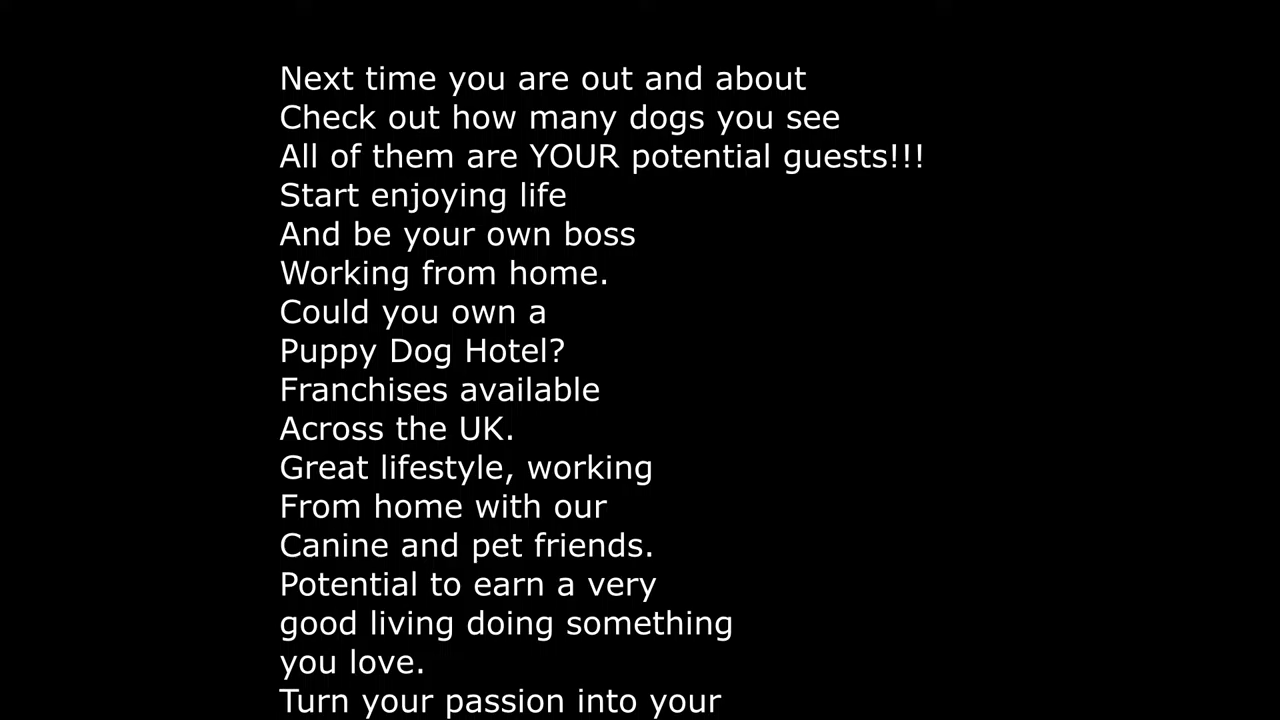 Next time you are out and about
Check out how many dogs you see
All of them are YOUR potential guests!!!
Start enjoying life
And be your own boss
Working from home.
Could you own a
Puppy Dog Hotel?
Franchises available
Across the UK.
Great lifestyle, working
From home with our
Canine and pet friends.
Potential to earn a very
good living doing something
you love.
Turn your passion into your